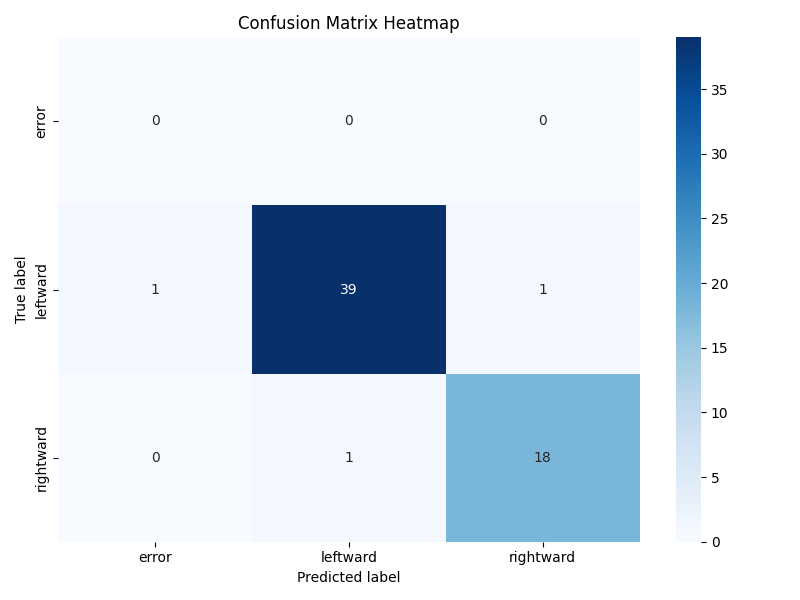 Confusion Matrix Heatmap
True label
error
0 0 0
leftward
1 39 1
rightward
0 1 18
error leftward rightward
Predicted label
35
30
25
20
15
10
5
0